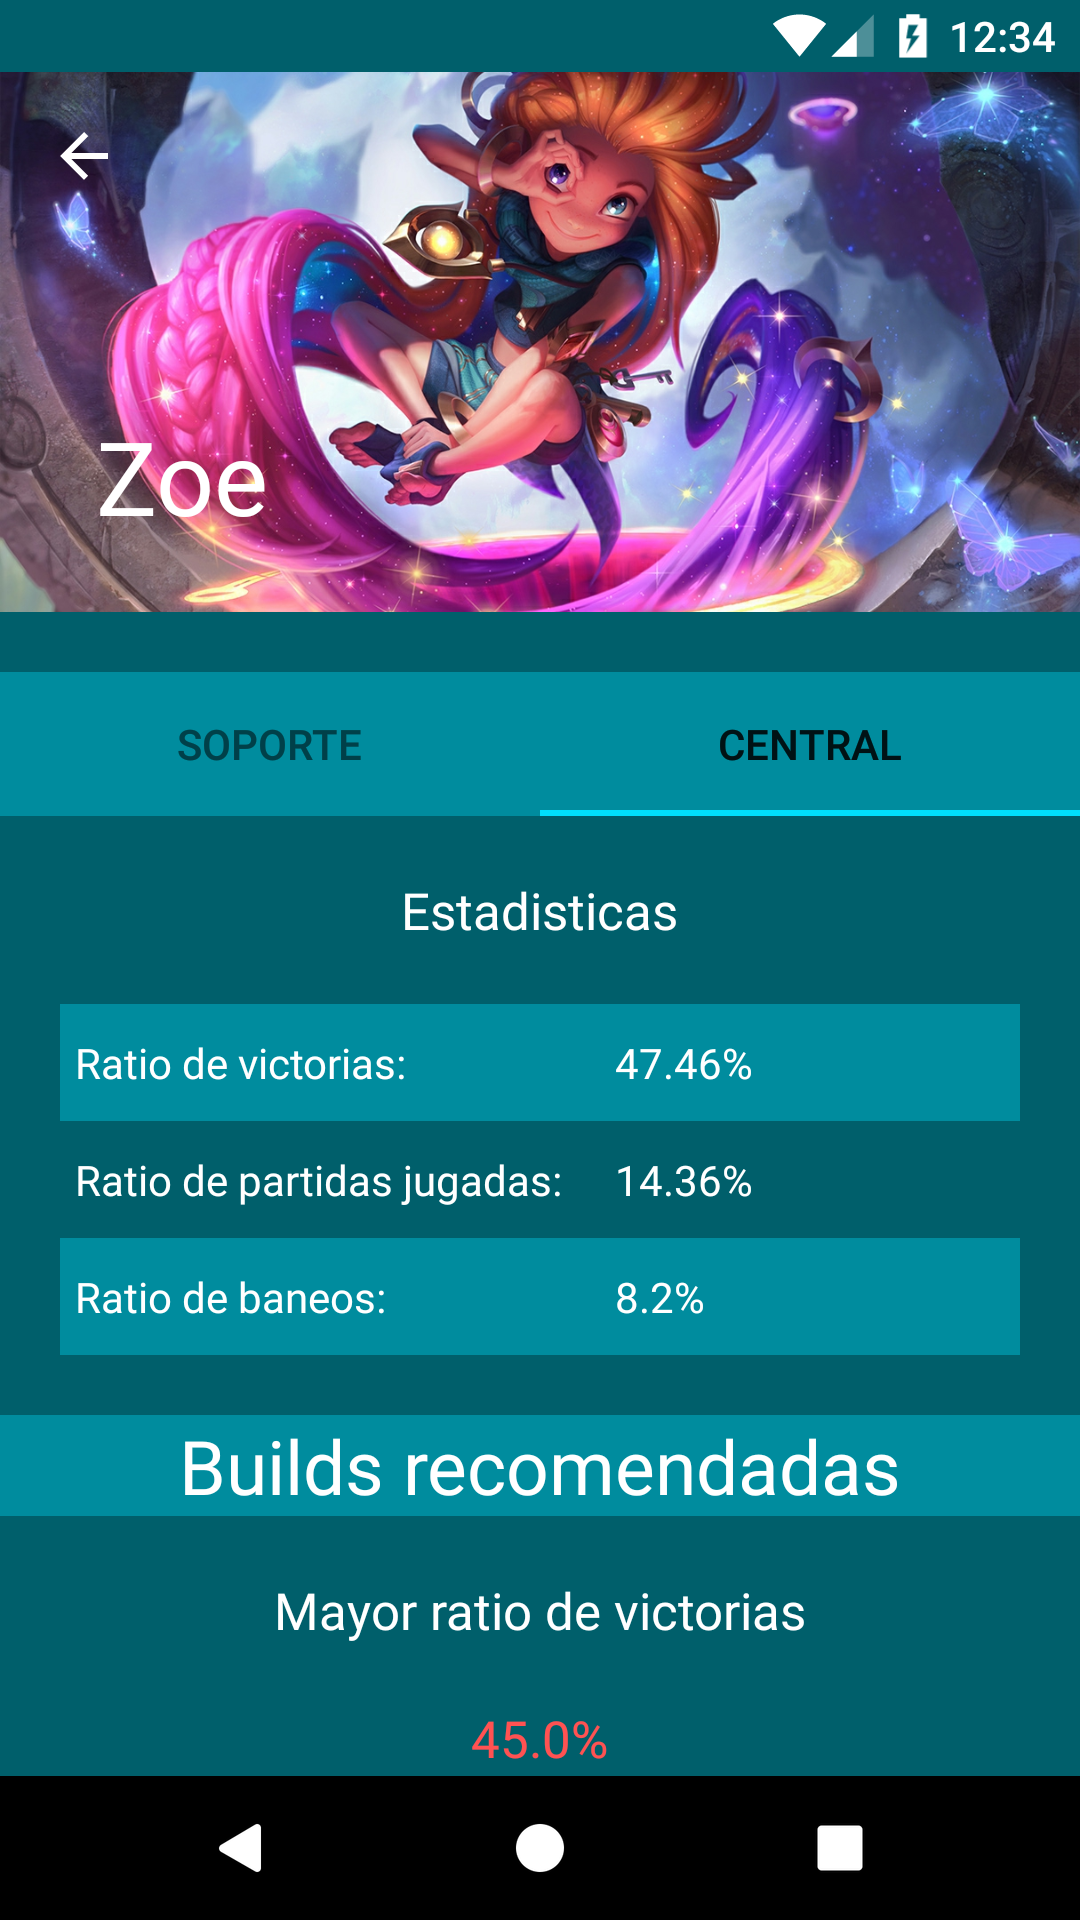 12:34
Zoe
SOPORTE
CENTRAL
Estadisticas
Ratio de victorias: 47.46%
Ratio de partidas jugadas: 14.36%
Ratio de baneos: 8.2%
Builds recomendadas
Mayor ratio de victorias
45.0%